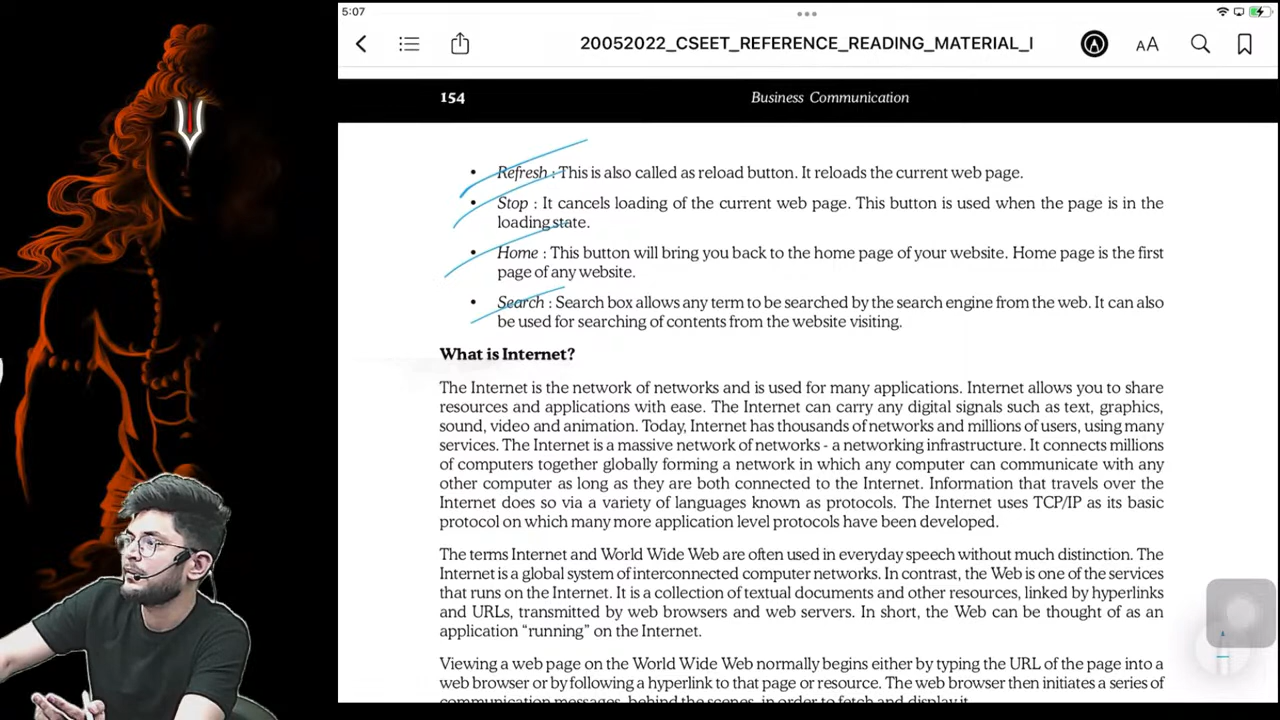 5:07
20052022_CSEET_REFERENCE_READING_MATERIAL_I
AA
154
Business Communication
• Refresh : This is also called as reload button. It reloads the current web page.
• Stop : It cancels loading of the current web page. This button is used when the page is in the
loading state.
• Home : This button will bring you back to the home page of your website. Home page is the first
page of any website.
• Search : Search box allows any term to be searched by the search engine from the web. It can also
be used for searching of contents from the website visiting.
What is Internet?
The Internet is the network of networks and is used for many applications. Internet allows you to share
resources and applications with ease. The Internet can carry any digital signals such as text, graphics,
sound, video and animation. Today, Internet has thousands of networks and millions of users, using many
services. The Internet is a massive network of networks - a networking infrastructure. It connects millions
of computers together globally forming a network in which any computer can communicate with any
other computer as long as they are both connected to the Internet. Information that travels over the
Internet does so via a variety of languages known as protocols. The Internet uses TCP/IP as its basic
protocol on which many more application level protocols have been developed.
The terms Internet and World Wide Web are often used in everyday speech without much distinction. The
Internet is a global system of interconnected computer networks. In contrast, the Web is one of the services
that runs on the Internet. It is a collection of textual documents and other resources, linked by hyperlinks
and URLs, transmitted by web browsers and web servers. In short, the Web can be thought of as an
application “running” on the Internet.
Viewing a web page on the World Wide Web normally begins either by typing the URL of the page into a
web browser or by following a hyperlink to that page or resource. The web browser then initiates a series of
communication messages, behind the scenes, in order to fetch and display it.